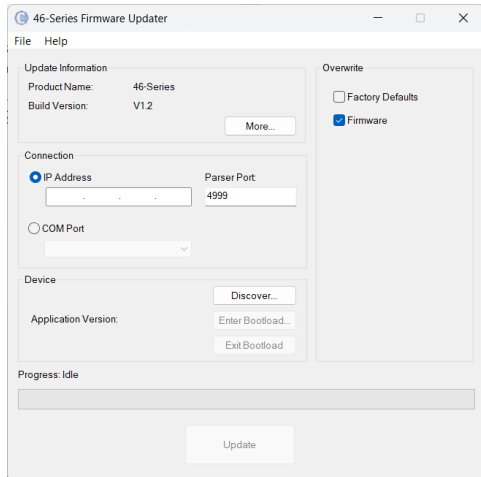 46-Series Firmware Updater
File Help
Update Information
Product Name: 46-Series
Build Version: V1.2
More...
Overwrite
Factory Defaults
Firmware
Connection
IP Address Parser Port:
. . . 4999
COM Port
Device
Discover...
Application Version: Enter Bootload...
Exit Bootload
Progress: Idle
Update